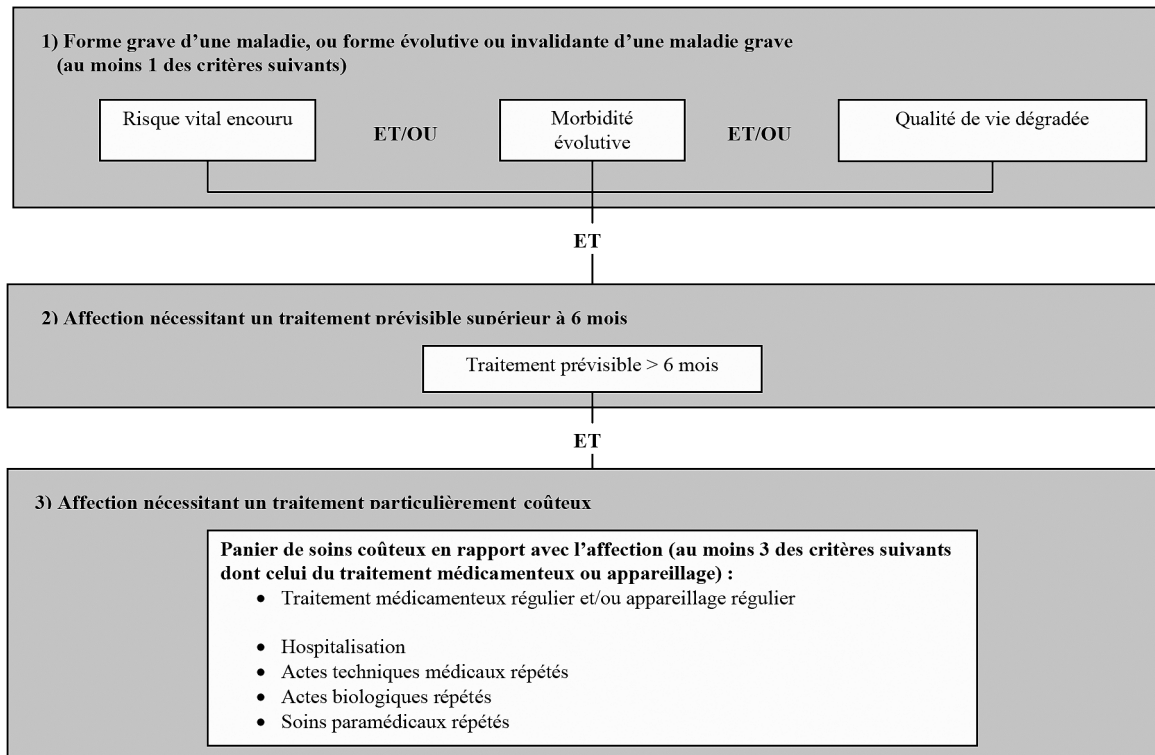 1) Forme grave d’une maladie, ou forme évolutive ou invalidante d’une maladie grave
(au moins 1 des critères suivants)
Risque vital encouru
ET/OU
Morbidité
évolutive
ET/OU
Qualité de vie dégradée
ET
2) Affection nécessitant un traitement prévisible supérieur à 6 mois
Traitement prévisible > 6 mois
ET
3) Affection nécessitant un traitement particulièrement coûteux
Panier de soins coûteux en rapport avec l’affection (au moins 3 des critères suivants
dont celui du traitement médicamenteux ou appareillage) :
• Traitement médicamenteux régulier et/ou appareillage régulier
• Hospitalisation
• Actes techniques médicaux répétés
• Actes biologiques répétés
• Soins paramédicaux répétés